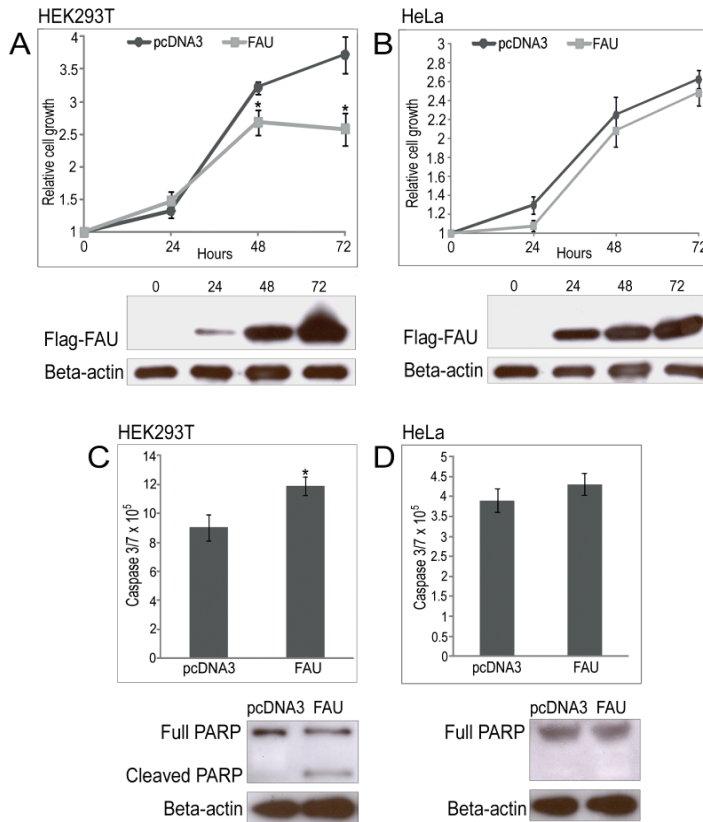 HEK293T
A
pcDNA3 FAU
Relative cell growth
4
3.5
3
2.5
2
1.5
1
* *
0 24 48 72
Hours
0 24 48 72
Flag-FAU
Beta-actin
HeLa
B
pcDNA3 FAU
Relative cell growth
3
2.8
2.6
2.4
2.2
2
1.8
1.6
1.4
1.2
1
0 24 48 72
Hours
0 24 48 72
Flag-FAU
Beta-actin
HEK293T
C
Caspase 3/7 x 10⁵
14
12
10
8
6
4
2
0
*
pcDNA3 FAU
pcDNA3 FAU
Full PARP
Cleaved PARP
Beta-actin
HeLa
D
Caspase 3/7 x 10⁵
5
4.5
4
3.5
3
2.5
2
1.5
1
0.5
0
pcDNA3 FAU
pcDNA3 FAU
Full PARP
Beta-actin